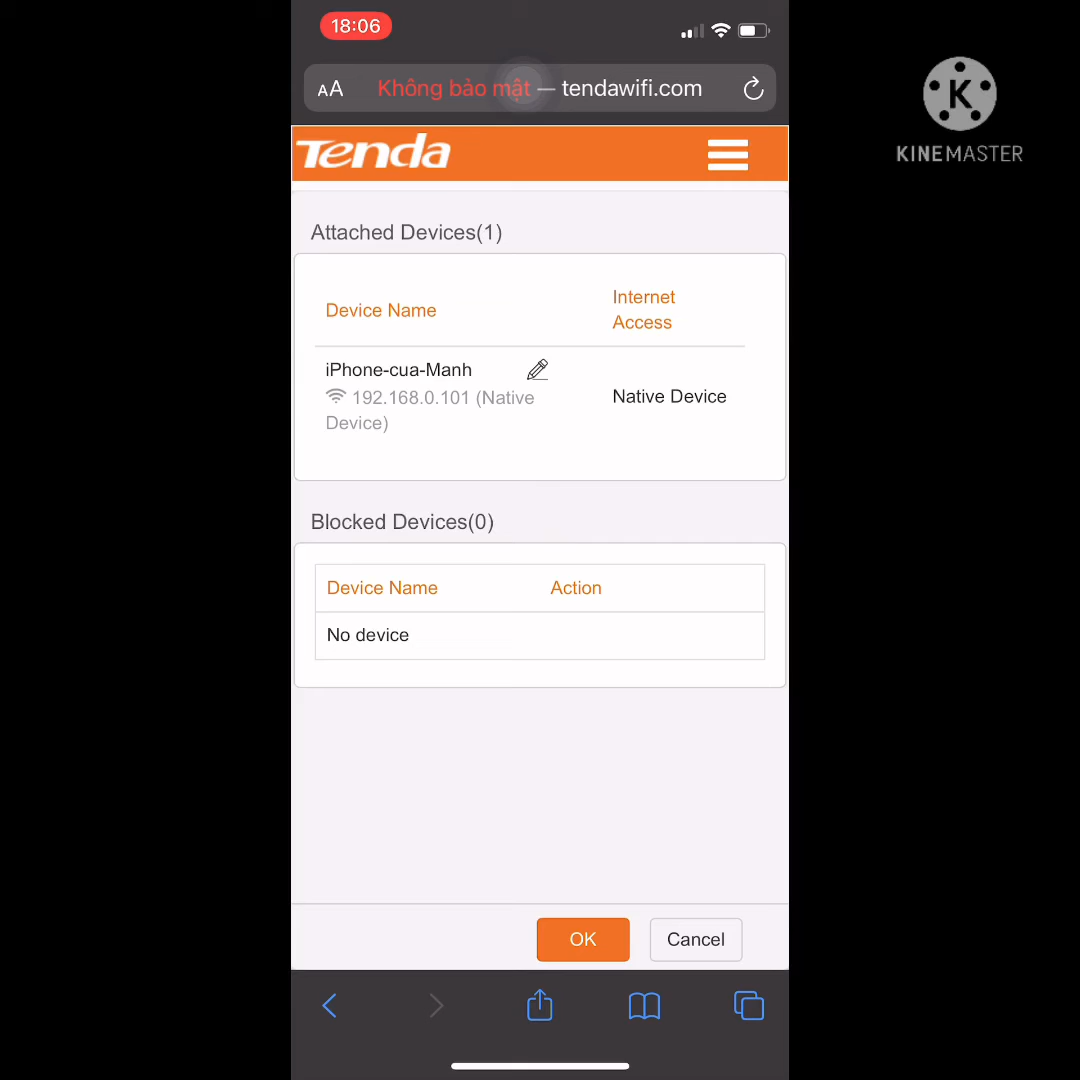 18:06
AA Không bảo mật — tendawifi.com
K
KINEMASTER
Tenda
Attached Devices(1)
Device Name
Internet
Access
iPhone-cua-Manh
192.168.0.101 (Native
Device)
Native Device
Blocked Devices(0)
Device Name Action
No device
OK Cancel